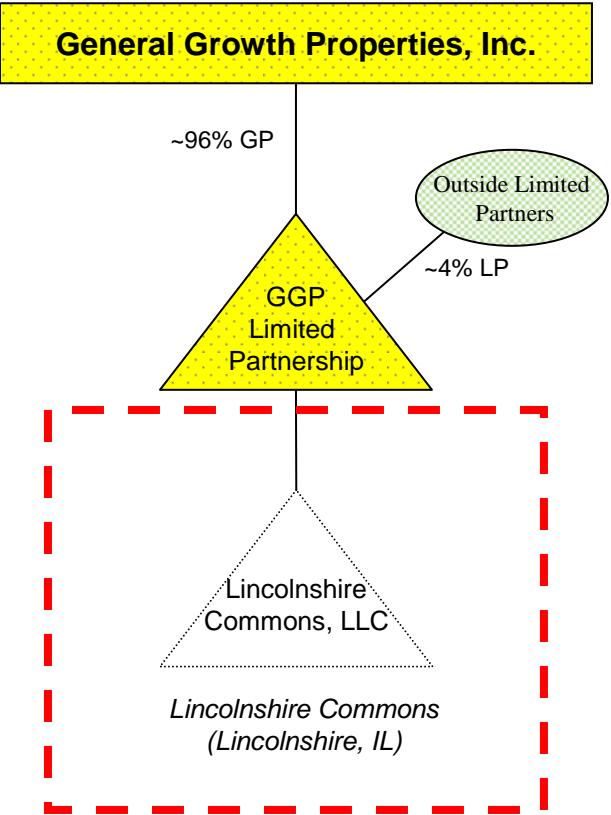 General Growth Properties, Inc.
~96% GP
Outside Limited
Partners
~4% LP
GGP
Limited
Partnership
Lincolnshire
Commons, LLC
Lincolnshire Commons
(Lincolnshire, IL)